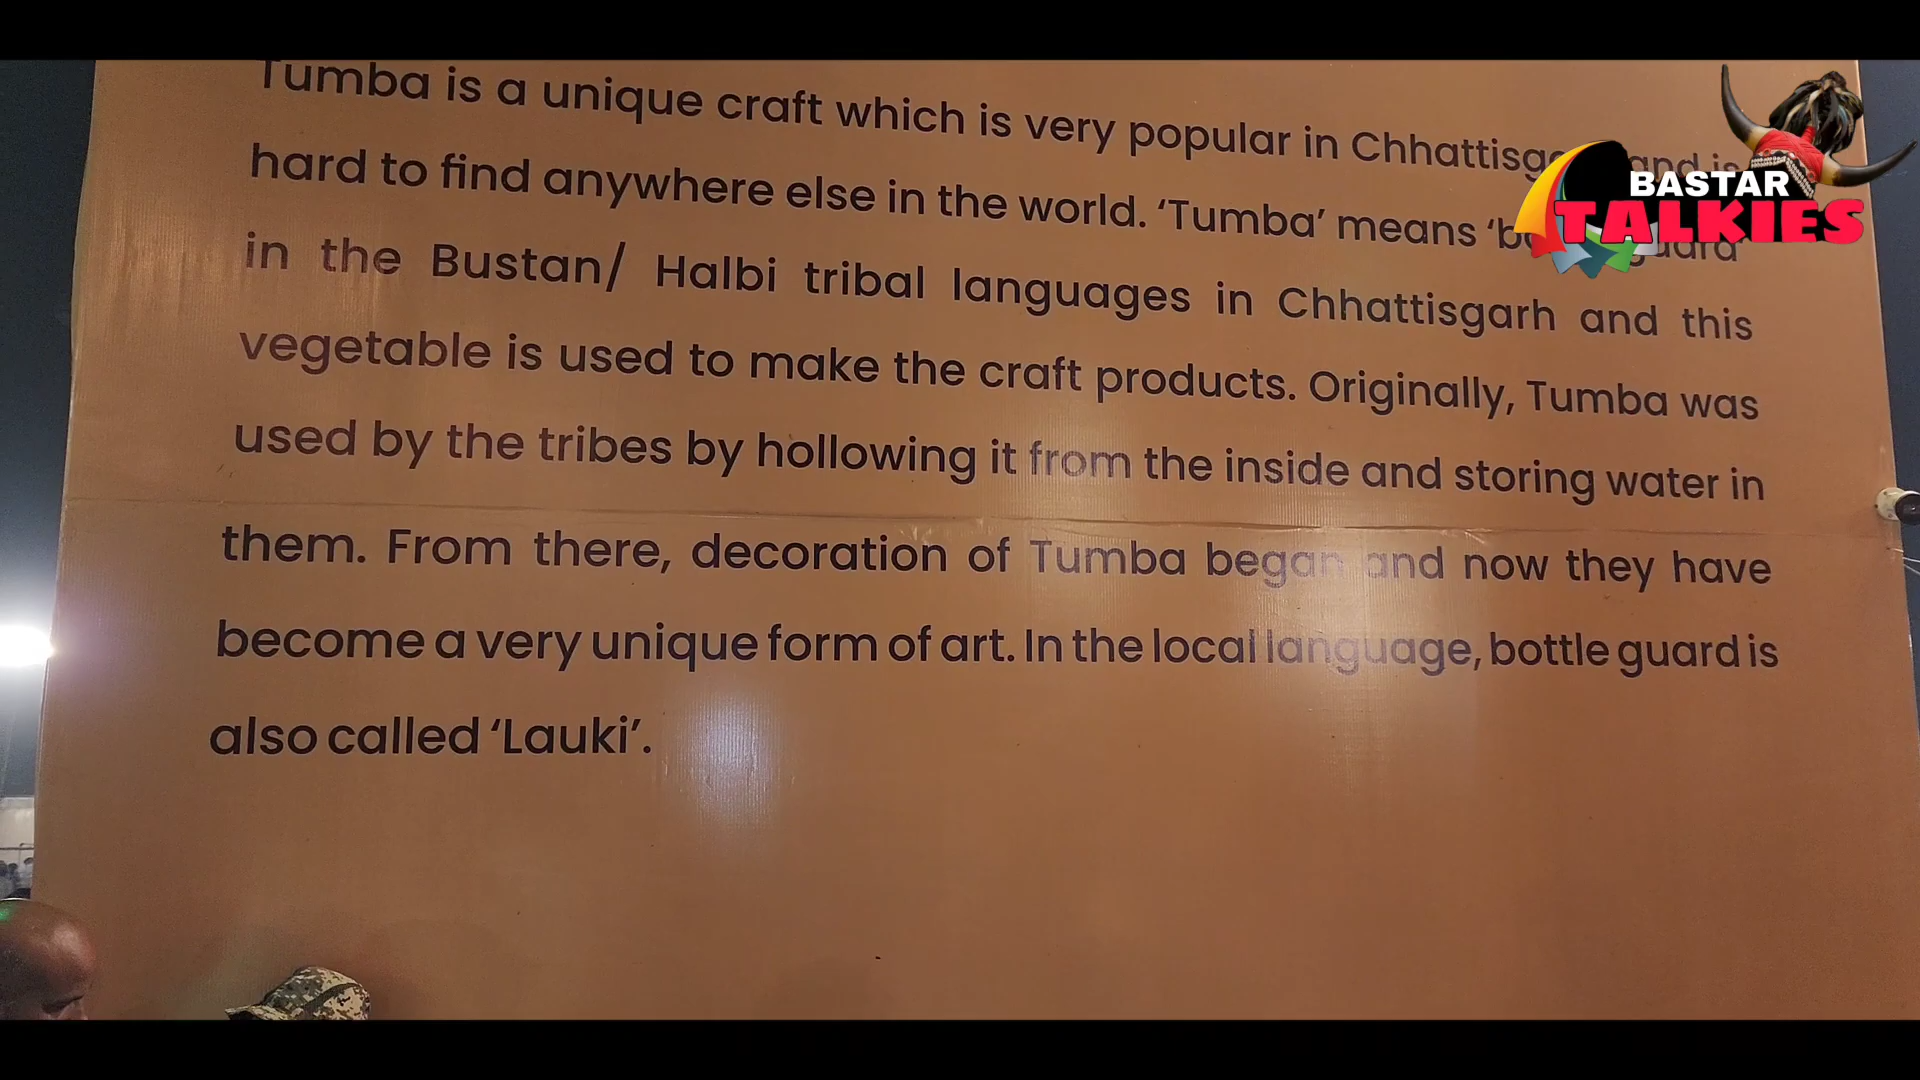 Tumba is a unique craft which is very popular in and is
hard to find anywhere else in the world. ‘Tumba’ means
in the Bustan/ Halbi tribal languages in Chhattisgarh and this
vegetable is used to make the craft products. Originally, Tumba was
used by the tribes by hollowing it from the inside and storing water in
them. From there, decoration of Tumba began and now they have
become a very unique form of art. In the local language, bottle guard is
also called ‘Lauki’.
BASTAR
TALKIES